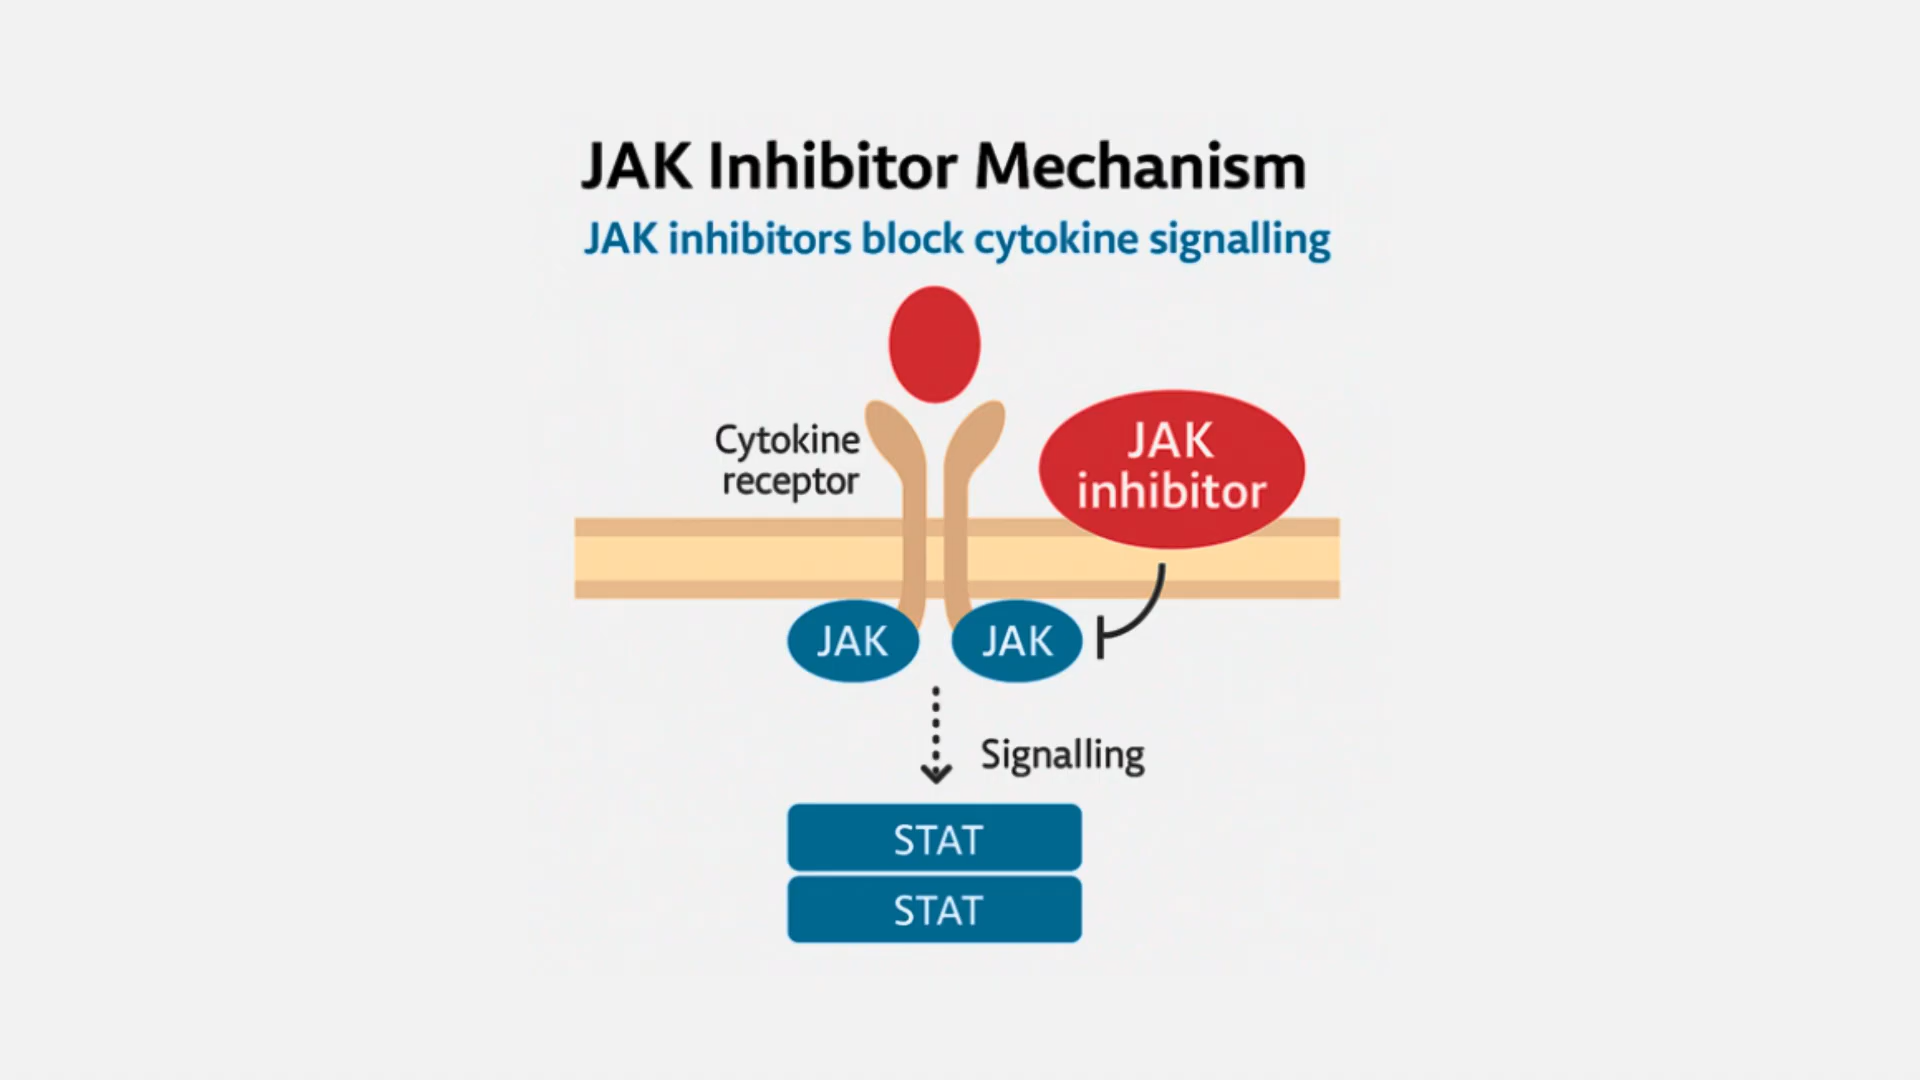 JAK Inhibitor Mechanism
JAK inhibitors block cytokine signalling
Cytokine
receptor
JAK
inhibitor
JAK
JAK
Signalling
STAT
STAT